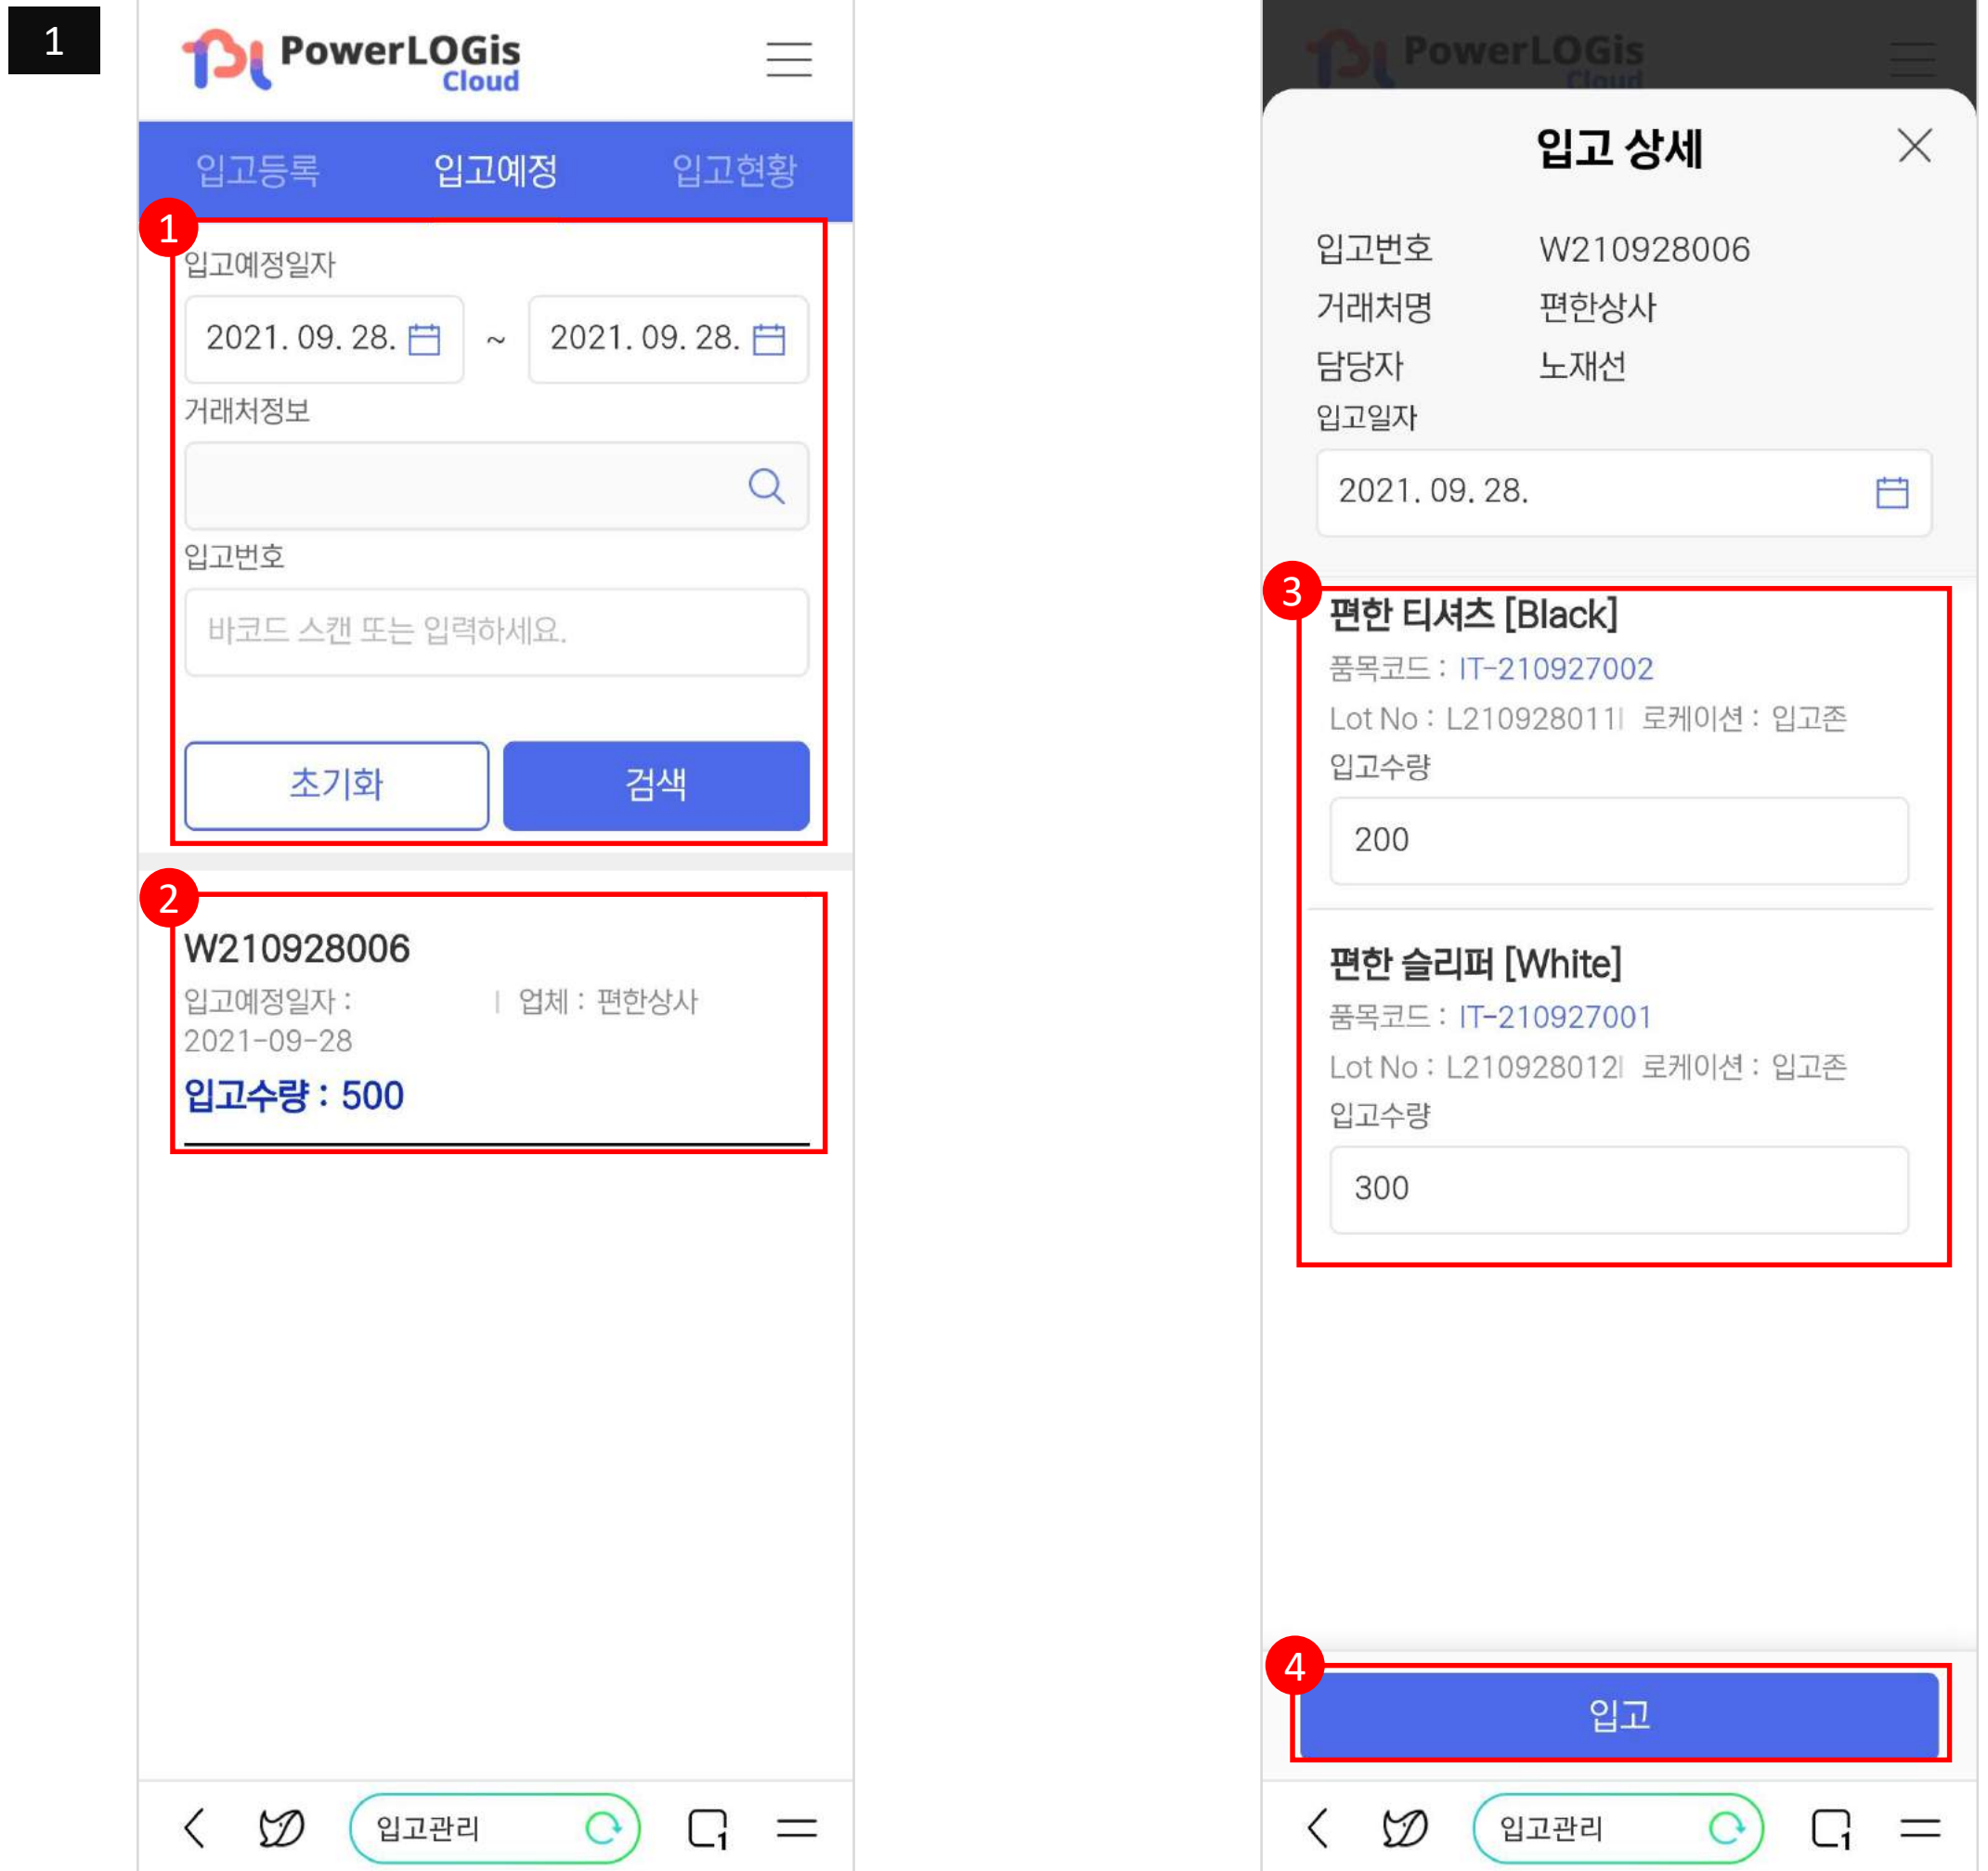 1
PowerLOGis
Cloud
입고등록 입고예정 입고현황
1
입고예정일자
2021. 09. 28. ~ 2021. 09. 28.
거래처정보
입고번호
바코드 스캔 또는 입력하세요.
초기화 검색
2
W210928006
입고예정일자 : | 업체 : 편한상사
2021-09-28
입고수량 : 500
입고관리
1
PowerLOGis
Cloud
입고 상세
입고번호 W210928006
거래처명 편한상사
담당자 노재선
입고일자
2021. 09. 28.
3
편한 티셔츠 [Black]
품목코드 : IT-210927002
Lot No : L210928011| 로케이션 : 입고존
입고수량
200
편한 슬리퍼 [White]
품목코드 : IT-210927001
Lot No : L210928012| 로케이션 : 입고존
입고수량
300
4
입고
입고관리
1